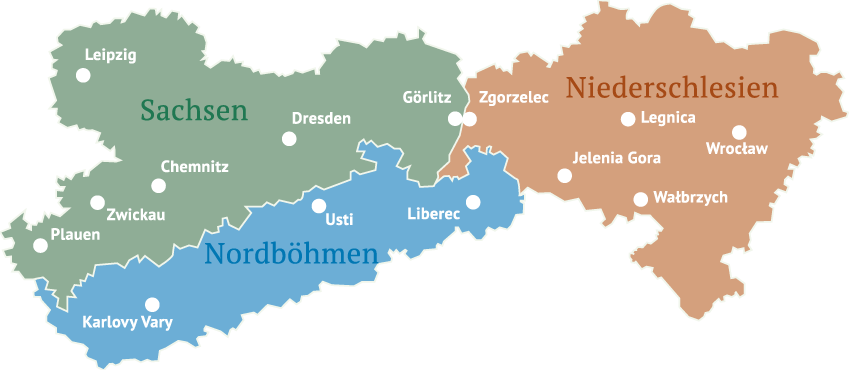 Leipzig
Sachsen
Dresden
Görlitz
Chemnitz
Zwickau
Plauen
Zgorzelec
Niederschlesien
Legnica
Wrocław
Jelenia Gora
Wałbrzych
Usti
Liberec
Nordböhmen
Karlovy Vary